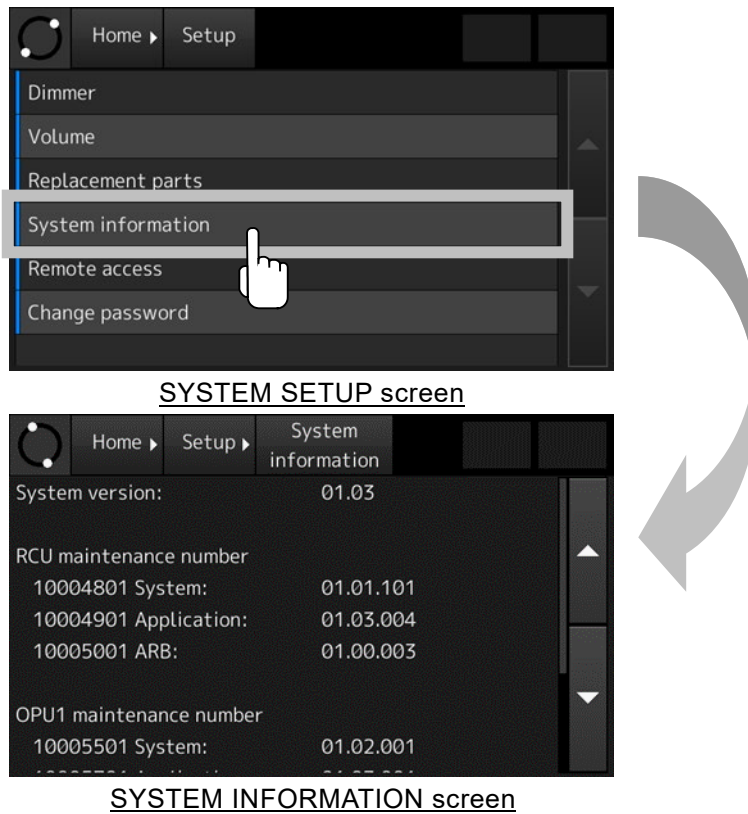 Home Setup
Dimmer
Volume
Replacement parts
System information
Remote access
Change password
SYSTEM SETUP screen
Home Setup System information
System version: 01.03
RCU maintenance number
10004801 System: 01.01.101
10004901 Application: 01.03.004
10005001 ARB: 01.00.003
OPU1 maintenance number
10005501 System: 01.02.001
SYSTEM INFORMATION screen